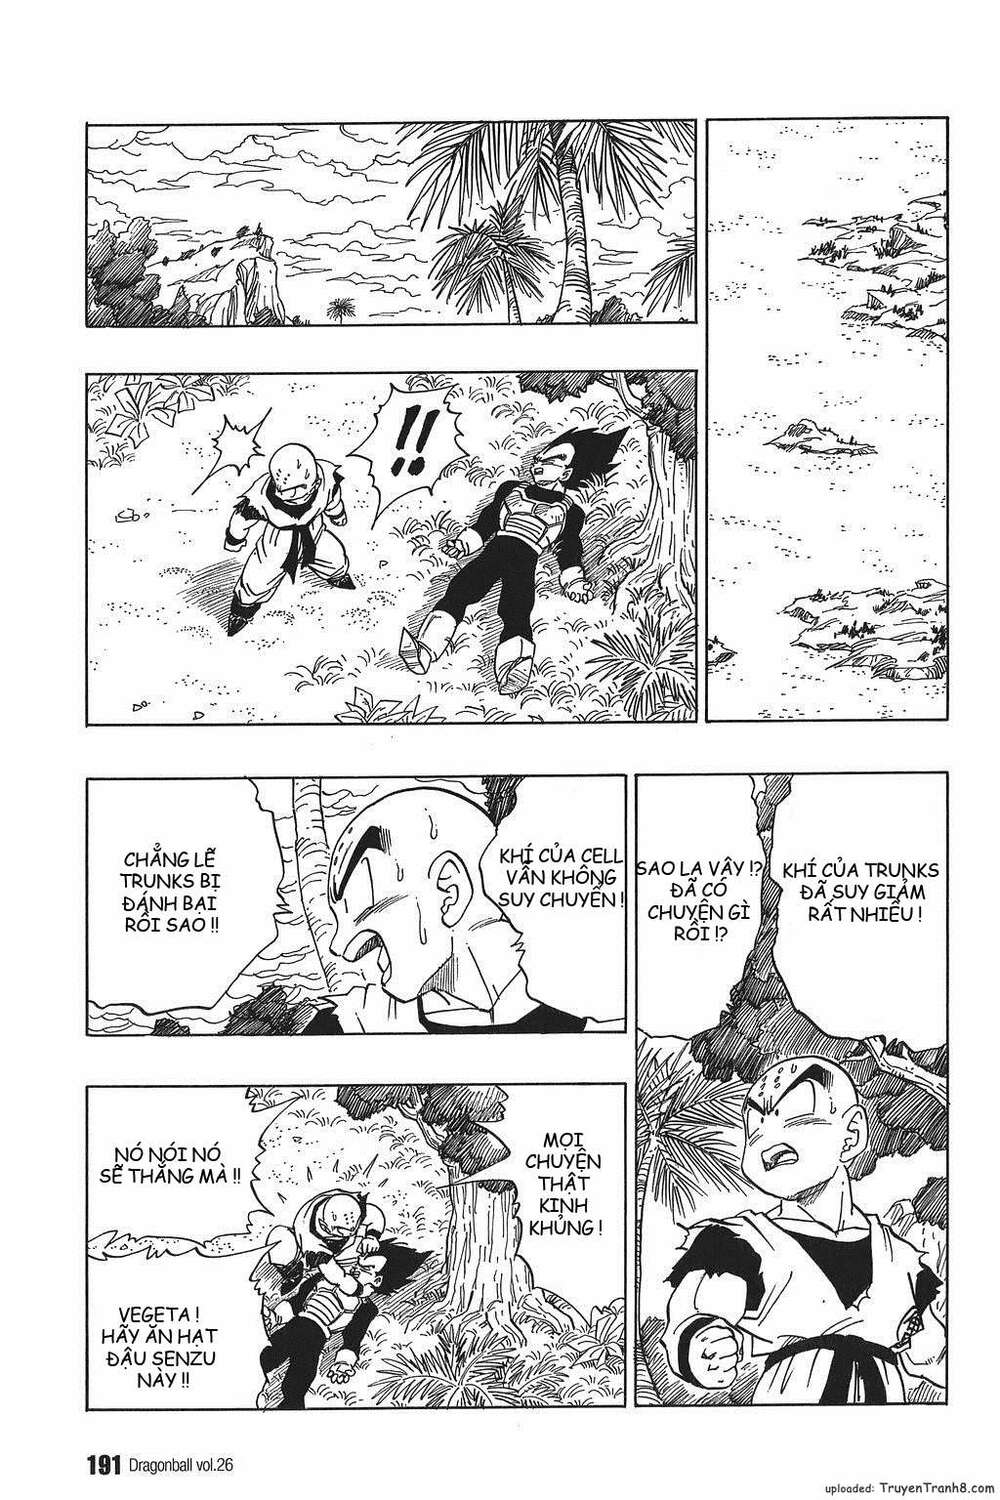 !!
KHÍ CỦA TRUNKS
ĐÃ SUY GIẢM
RẤT NHIỀU !
SAO LẠ VẬY !?
ĐÃ CÓ
CHUYỆN GÌ
RỒI !?
KHÍ CỦA CELL
VẪN KHÔNG
SUY CHUYỂN !
CHẲNG LẼ
TRUNKS BỊ
ĐÁNH BẠI
RỒI SAO !!
MỌI
CHUYỆN
THẬT
KINH
KHỦNG !
NÓ NÓI NÓ
SẼ THẮNG MÀ !!
VEGETA !
HÃY ĂN HẠT
ĐẬU SENZU
NÀY !!
191 Dragonball vol.26
uploaded: TruyenTranh8.com